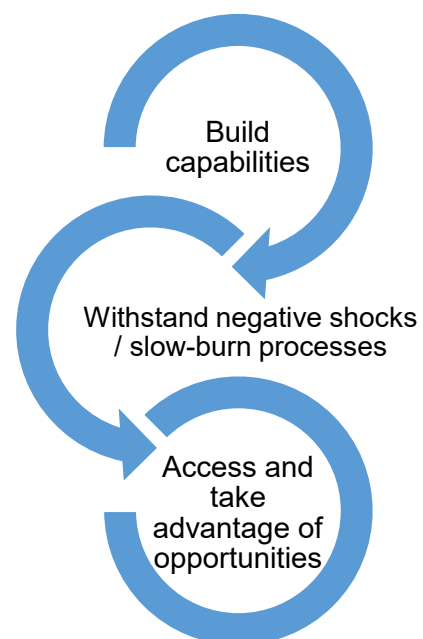 Build
capabilities
Withstand negative shocks
/ slow-burn processes
Access and
take
advantage of
opportunities